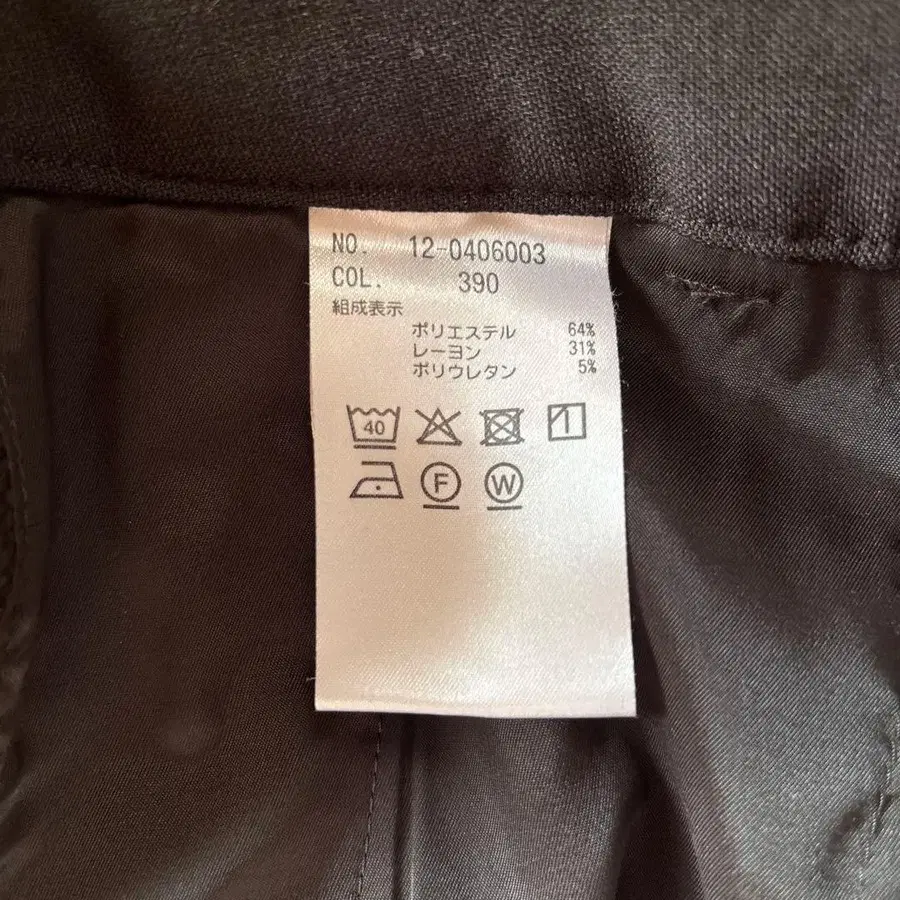 NO. 12-0406003
COL. 390
組成表示
ポリエステル 64%
レーヨン 31%
ポリウレタン 5%
40
F W